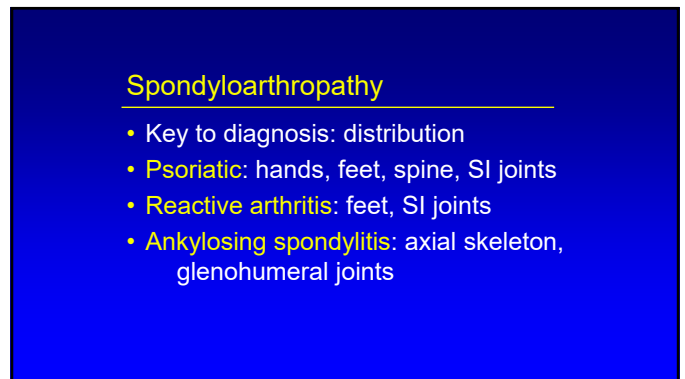 Spondyloarthropathy
• Key to diagnosis: distribution
• Psoriatic: hands, feet, spine, SI joints
• Reactive arthritis: feet, SI joints
• Ankylosing spondylitis: axial skeleton,
glenohumeral joints